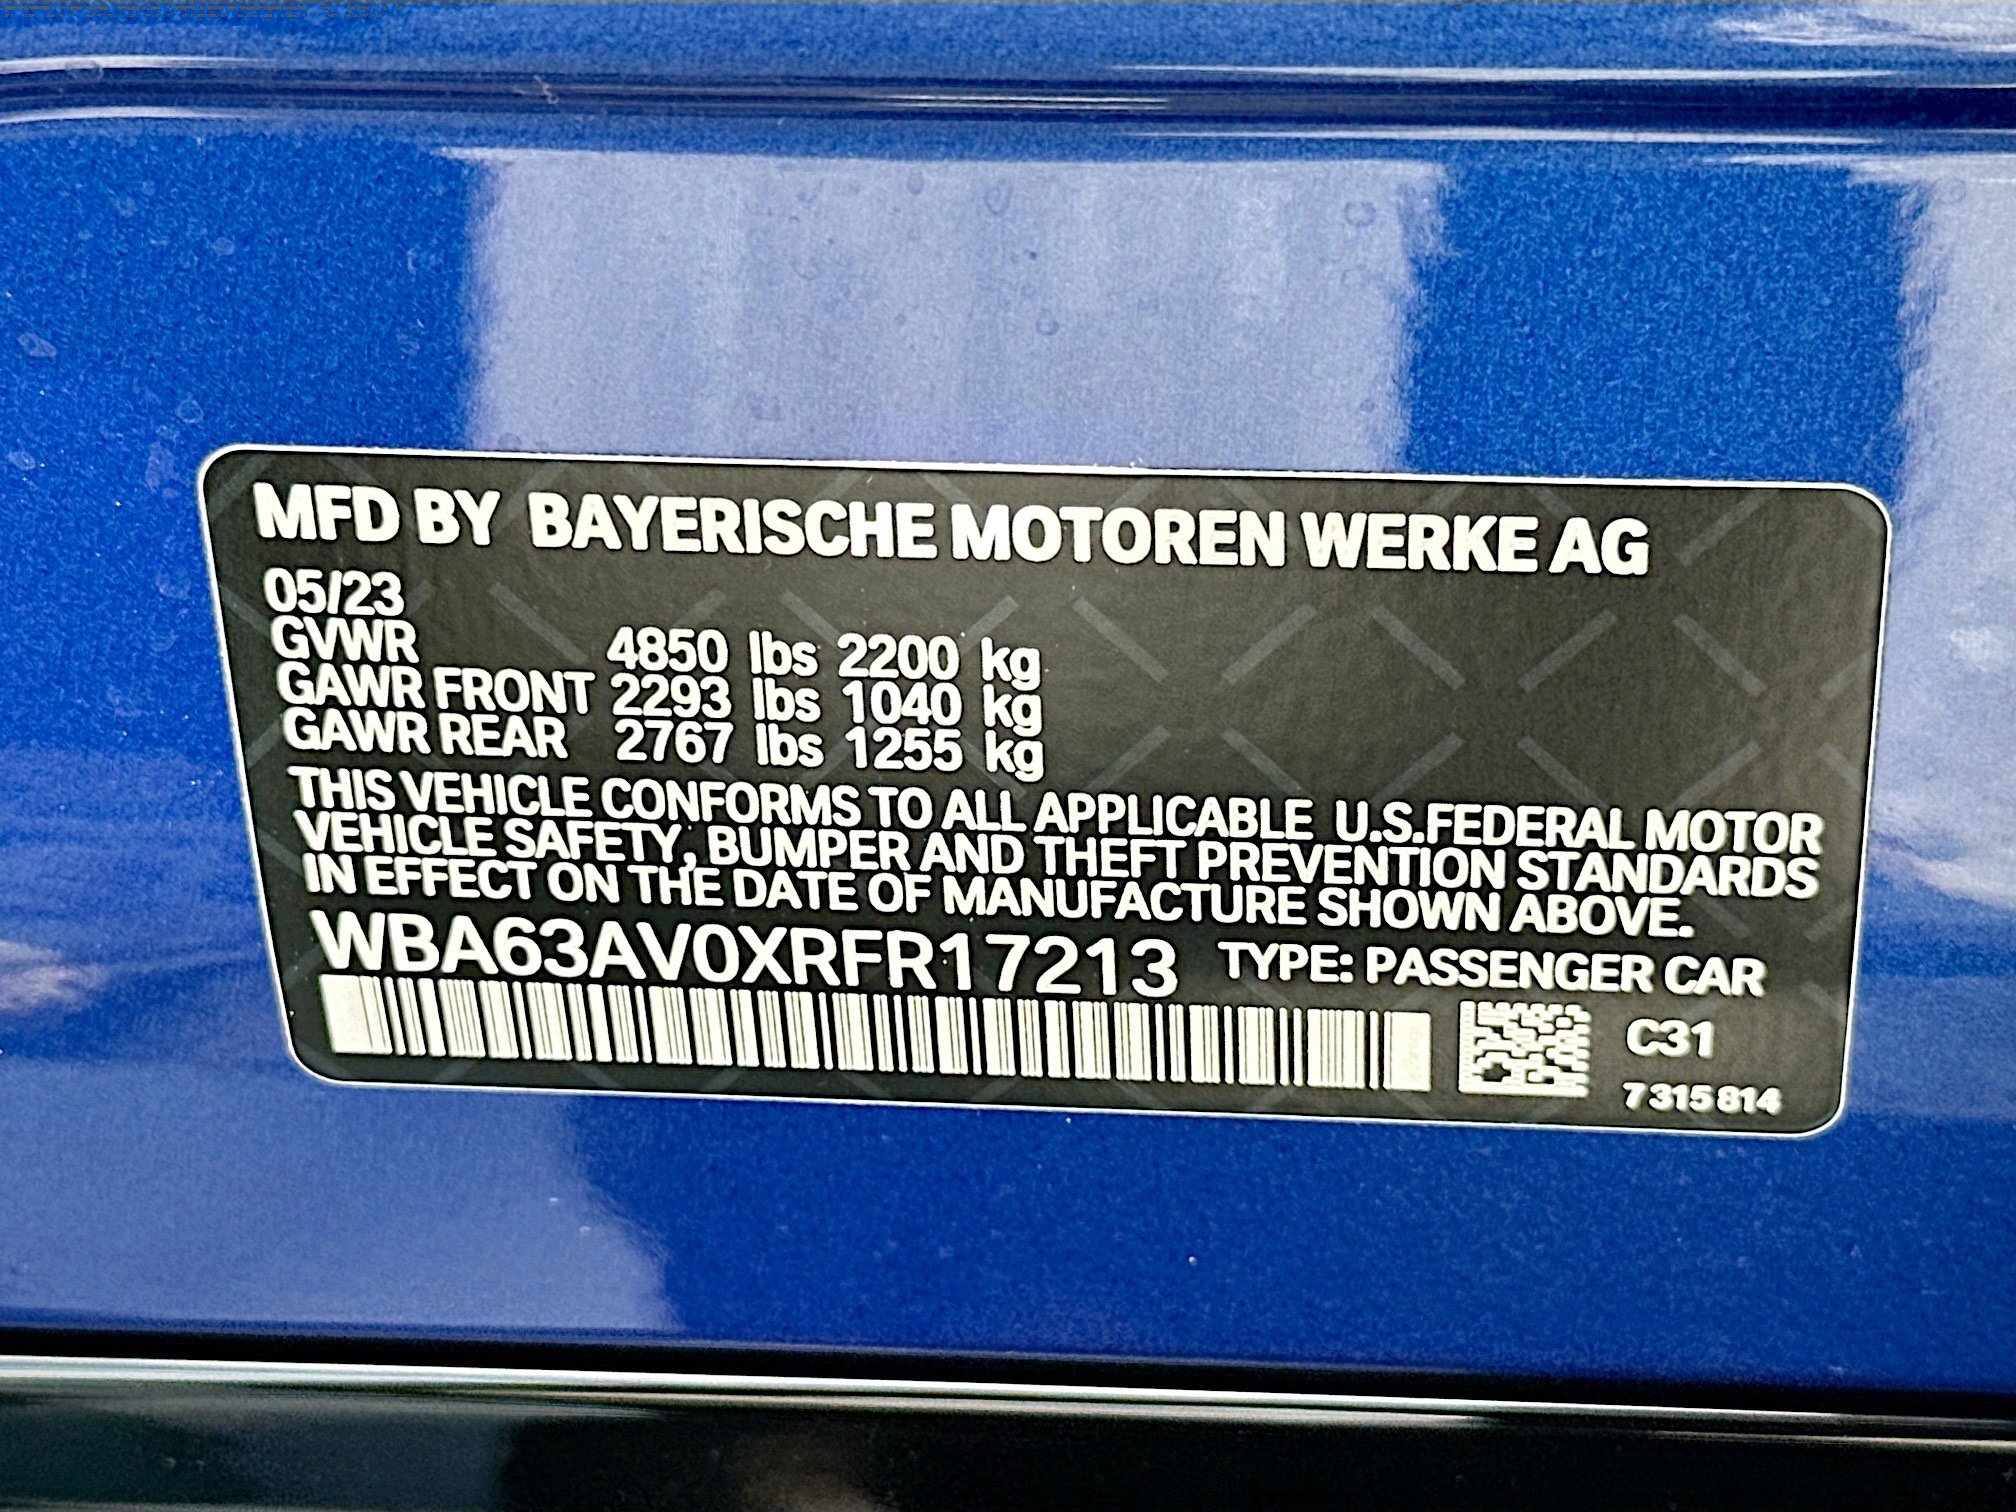 MFD BY BAYERISCHE MOTOREN WERKE AG
05/23
GVWR 4850 lbs 2200 kg
GAWR FRONT 2293 lbs 1040 kg
GAWR REAR 2767 lbs 1255 kg
THIS VEHICLE CONFORMS TO ALL APPLICABLE U.S.FEDERAL MOTOR
VEHICLE SAFETY, BUMPER AND THEFT PREVENTION STANDARDS
IN EFFECT ON THE DATE OF MANUFACTURE SHOWN ABOVE.
WBA63AV0XRFR17213 TYPE: PASSENGER CAR
C31
7 315 814